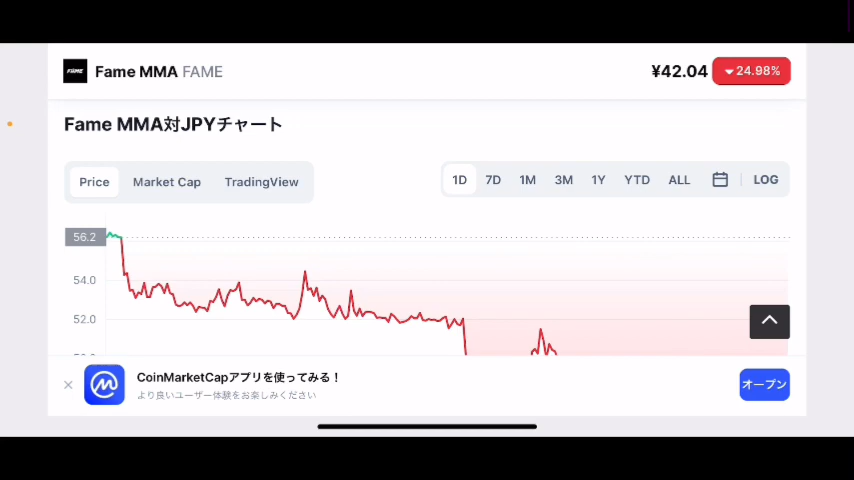 FAME Fame MMA FAME ¥42.04 24.98%
Fame MMA対JPYチャート
Price Market Cap TradingView 1D 7D 1M 3M 1Y YTD ALL LOG
56.2
54.0
52.0
CoinMarketCapアプリを使ってみる！
より良いユーザー体験をお楽しみください
オープン